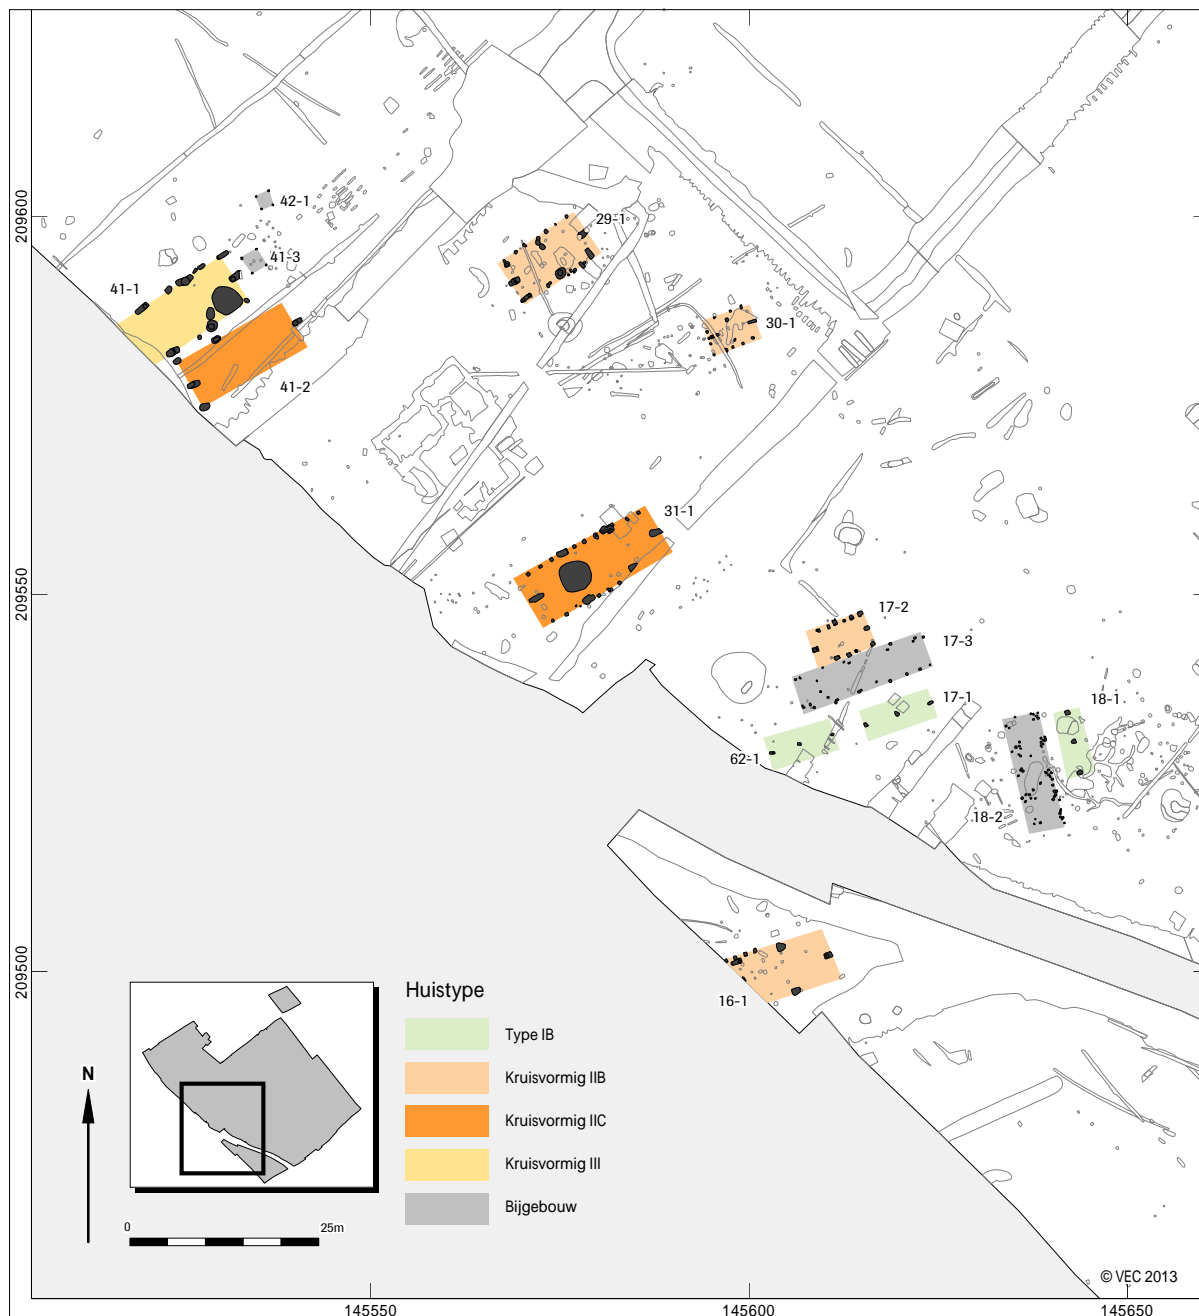 209600
209550
209500
42-1
29-1
41-3
41-1
30-1
41-2
31-1
17-2
17-3
17-1
18-1
62-1
18-2
16-1
Huistype
Type IB
Kruisvormig IIB
Kruisvormig IIC
Kruisvormig III
Bijgebouw
N
0
25m
© VEC 2013
145550
145600
145650